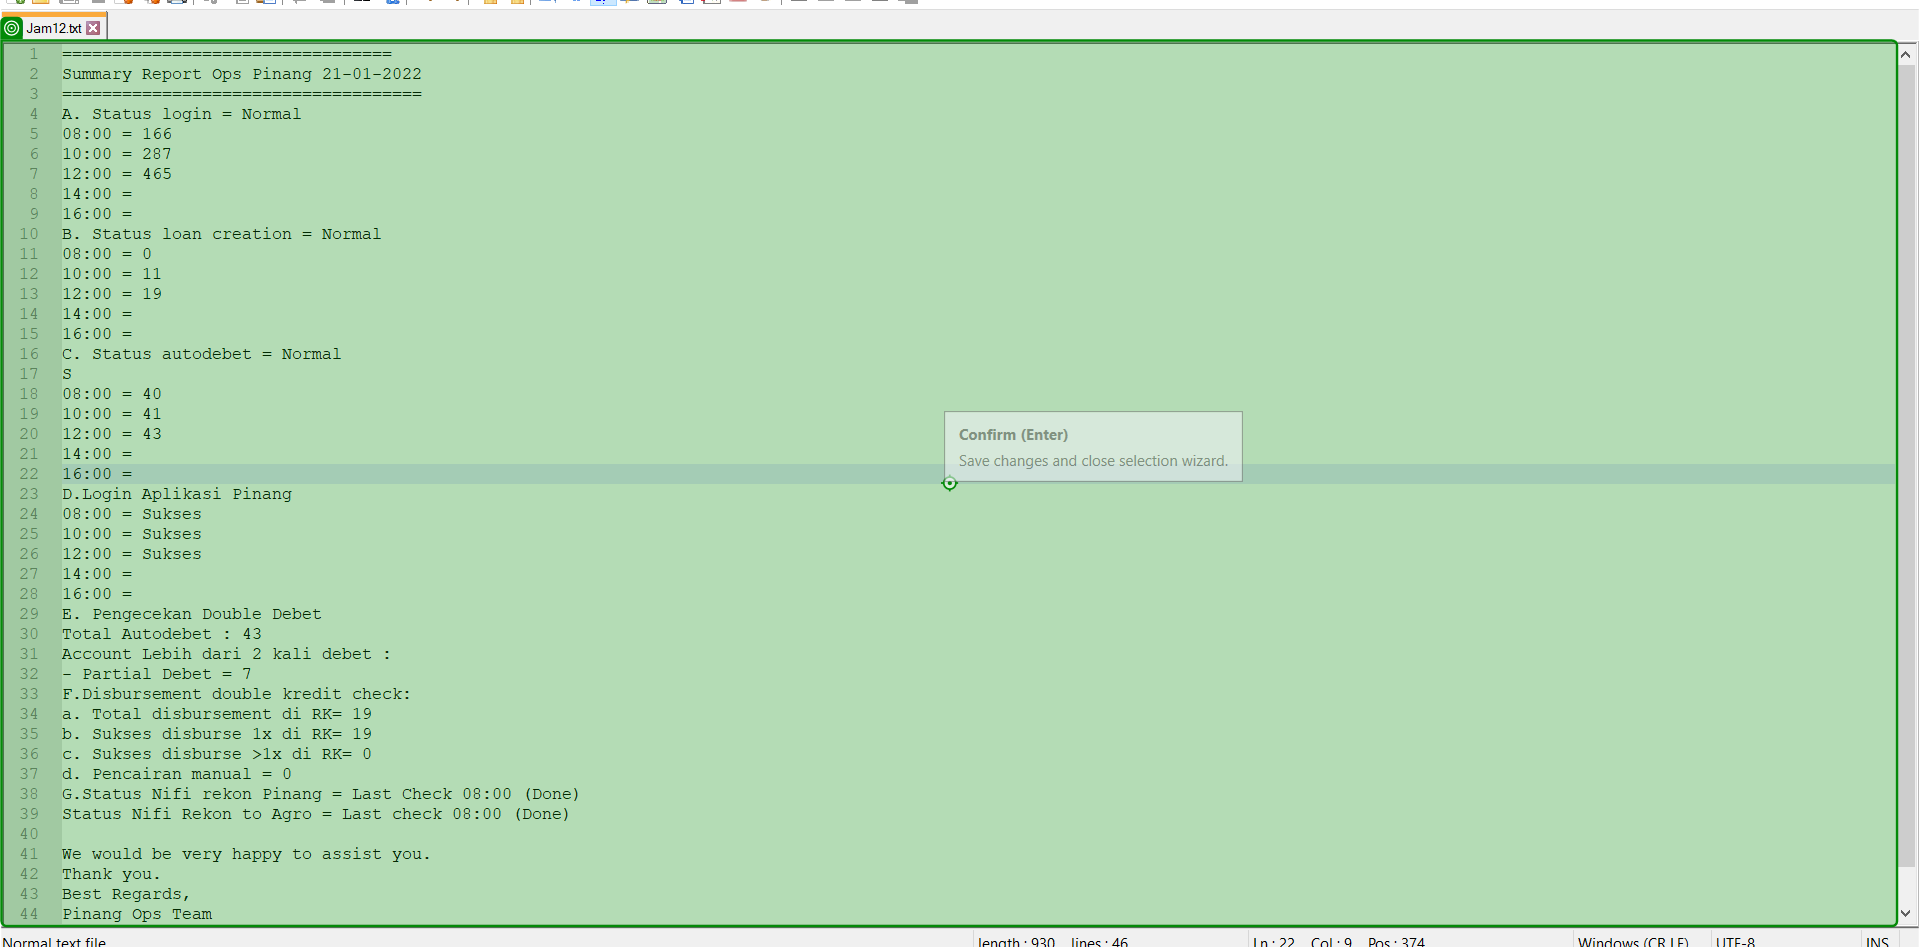 Jam12.txt
1 =================================
2 Summary Report Ops Pinang 21-01-2022
3 ====================================
4 A. Status login = Normal
5 08:00 = 166
6 10:00 = 287
7 12:00 = 465
8 14:00 =
9 16:00 =
10 B. Status loan creation = Normal
11 08:00 = 0
12 10:00 = 11
13 12:00 = 19
14 14:00 =
15 16:00 =
16 C. Status autodebet = Normal
17 S
18 08:00 = 40
19 10:00 = 41
20 12:00 = 43
21 14:00 =
22 16:00 =
23 D.Login Aplikasi Pinang
24 08:00 = Sukses
25 10:00 = Sukses
26 12:00 = Sukses
27 14:00 =
28 16:00 =
29 E. Pengecekan Double Debet
30 Total Autodebet : 43
31 Account Lebih dari 2 kali debet :
32 - Partial Debet = 7
33 F.Disbursement double kredit check:
34 a. Total disbursement di RK= 19
35 b. Sukses disburse 1x di RK= 19
36 c. Sukses disburse >1x di RK= 0
37 d. Pencairan manual = 0
38 G.Status Nifi rekon Pinang = Last Check 08:00 (Done)
39 Status Nifi Rekon to Agro = Last check 08:00 (Done)
40
41 We would be very happy to assist you.
42 Thank you.
43 Best Regards,
44 Pinang Ops Team
Confirm (Enter)
Save changes and close selection wizard.
Normal text file length : 930 lines : 46 Ln : 22 Col : 9 Pos : 374 Windows (CR LF) UTF-8 INS